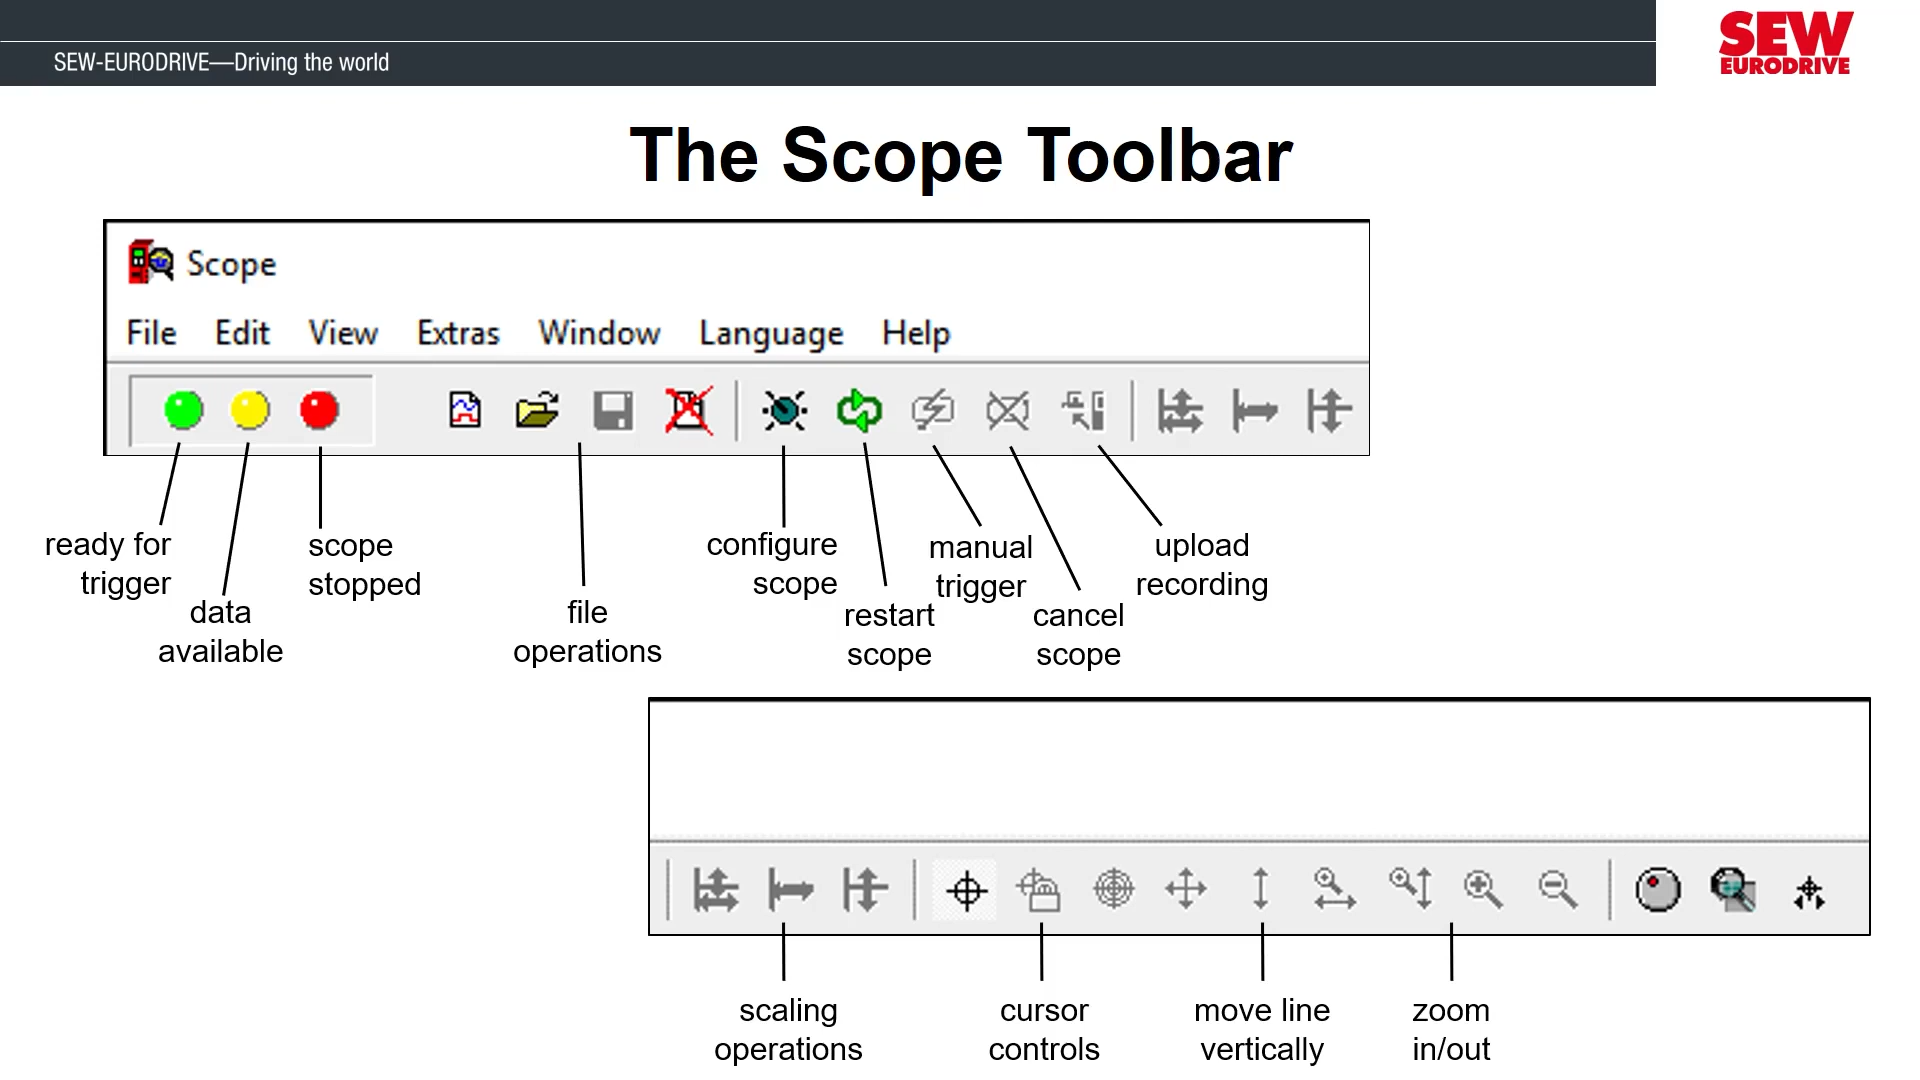 SEW-EURODRIVE—Driving the world
SEW
EURODRIVE
The Scope Toolbar
Scope
File Edit View Extras Window Language Help
ready for
trigger
data
available
scope
stopped
file
operations
configure
scope
restart
scope
manual
trigger
cancel
scope
upload
recording
scaling
operations
cursor
controls
move line
vertically
zoom
in/out